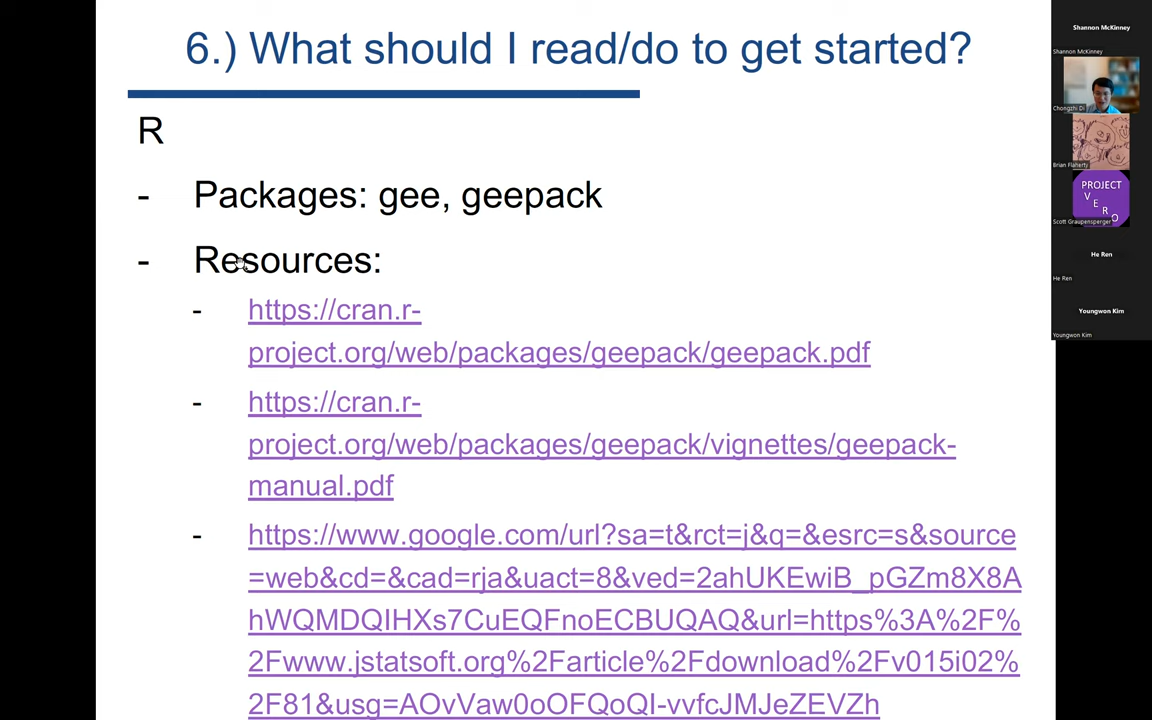 6.) What should I read/do to get started?
R
- Packages: gee, geepack
- Resources:
- https://cran.r-
project.org/web/packages/geepack/geepack.pdf
- https://cran.r-
project.org/web/packages/geepack/vignettes/geepack-
manual.pdf
- https://www.google.com/url?sa=t&rct=j&q=&esrc=s&source
=web&cd=&cad=rja&uact=8&ved=2ahUKEwiB_pGZm8X8A
hWQMDQIHXs7CuEQFnoECBUQAQ&url=https%3A%2F%
2Fwww.jstatsoft.org%2Farticle%2Fdownload%2Fv015i02%
2F81&usg=AOvVaw0oOFQoQI-vvfcJMJeZEVZh
Shannon McKinney
Shannon McKinney
Chongzhi Di
Brian Flaherty
PROJECT
V
E
R
O
Scott Graupensperger
He Ren
He Ren
Youngwon Kim
Youngwon Kim